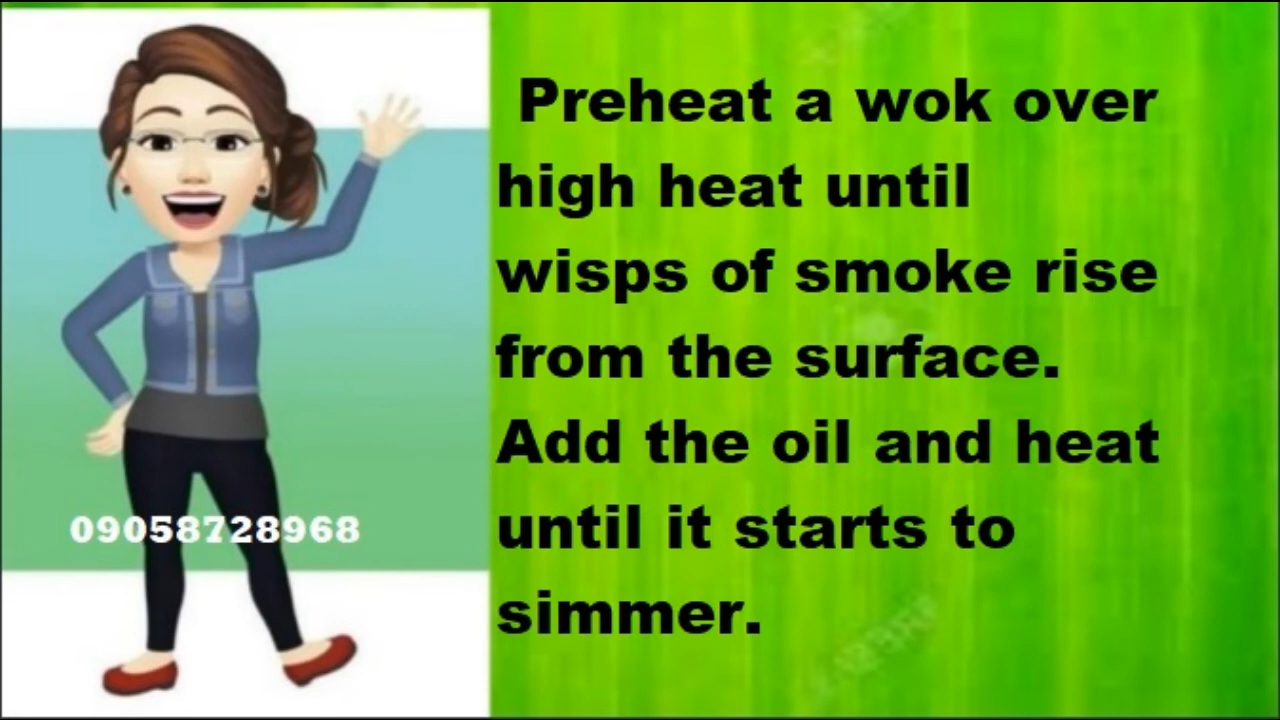 Preheat a wok over
high heat until
wisps of smoke rise
from the surface.
Add the oil and heat
until it starts to
simmer.
09058728968